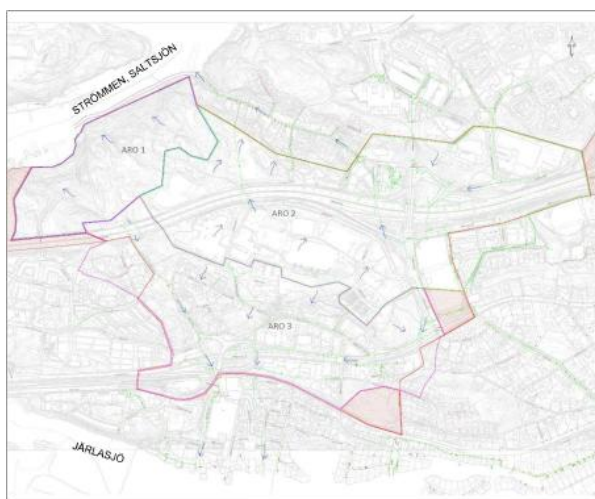 STRÖMMEN, SALTSJÖN
ARO 1
ARO 2
ARO 3
JÄRLASJÖ